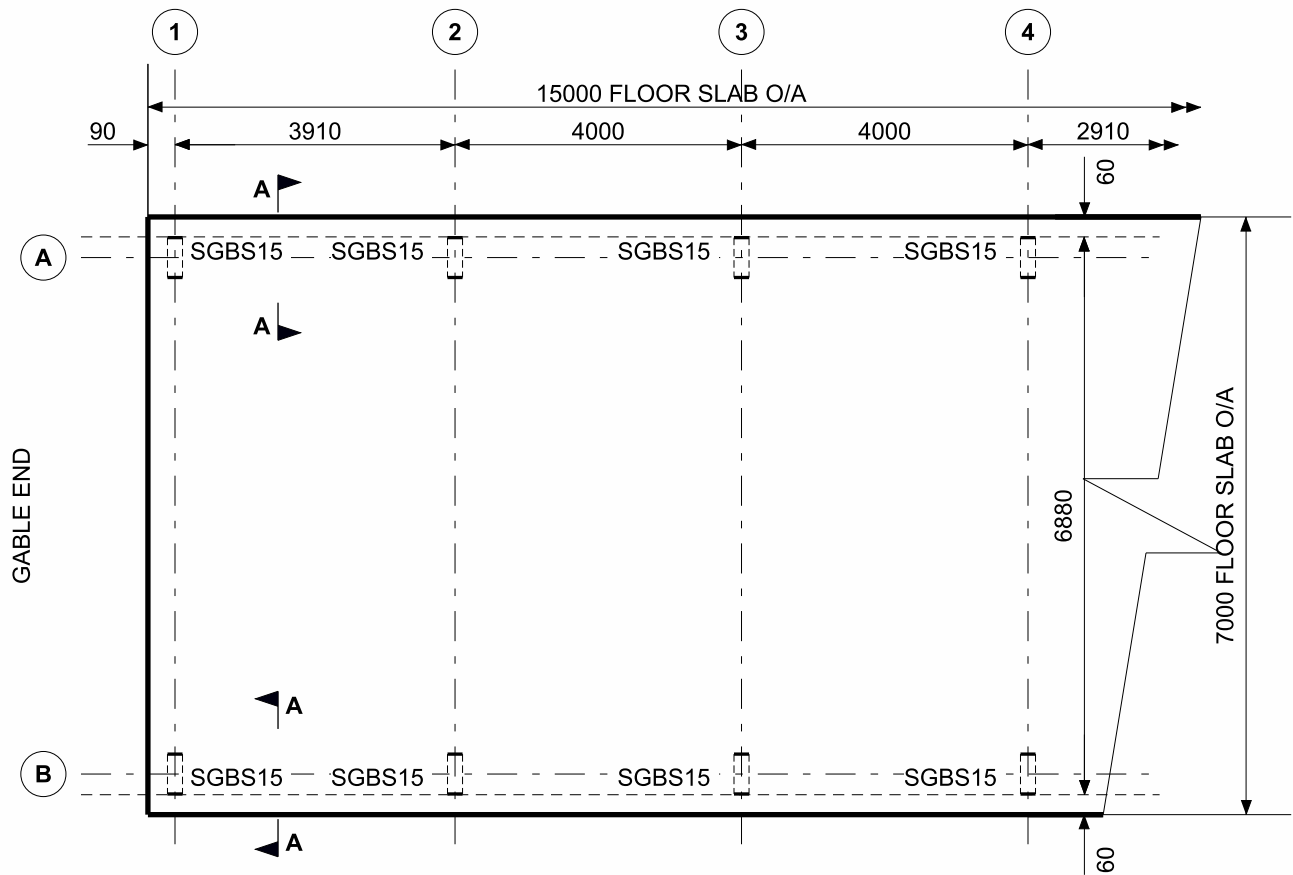 1 2 3 4
15000 FLOOR SLAB O/A
90 3910 4000 4000 2910
60
A
A SGBS15 SGBS15 SGBS15 SGBS15
A
GABLE END
6880
7000 FLOOR SLAB O/A
A
B SGBS15 SGBS15 SGBS15 SGBS15
A
60